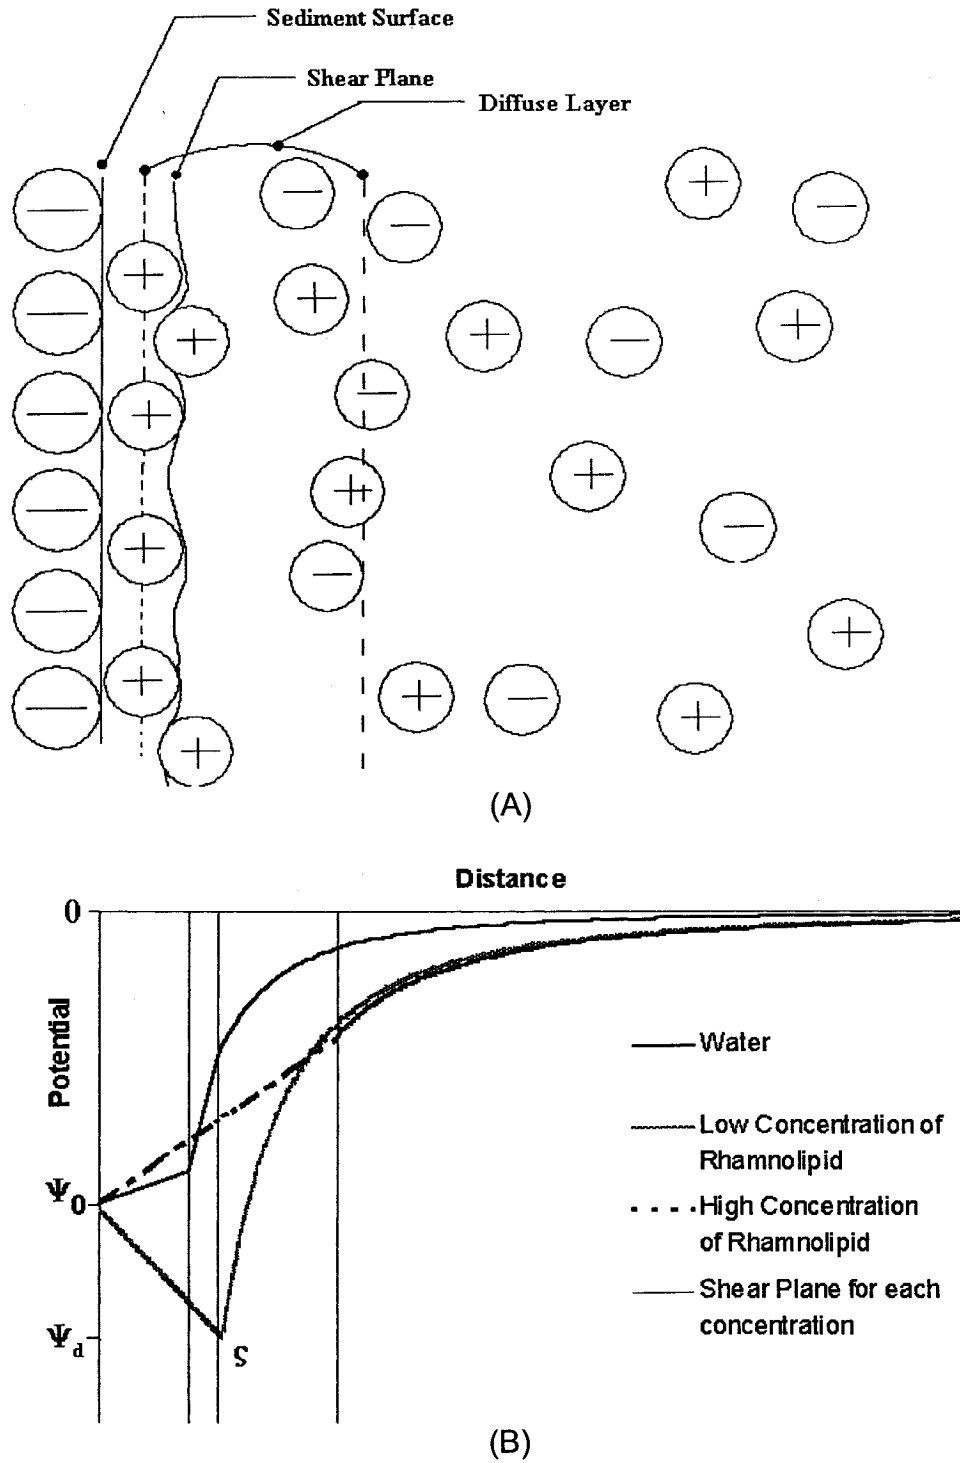 Sediment Surface
Shear Plane
Diffuse Layer
(A)
Distance
0
Potential
Ψ0
Ψd
ς
Water
Low Concentration of
Rhamnolipid
High Concentration
of Rhamnolipid
Shear Plane for each
concentration
(B)